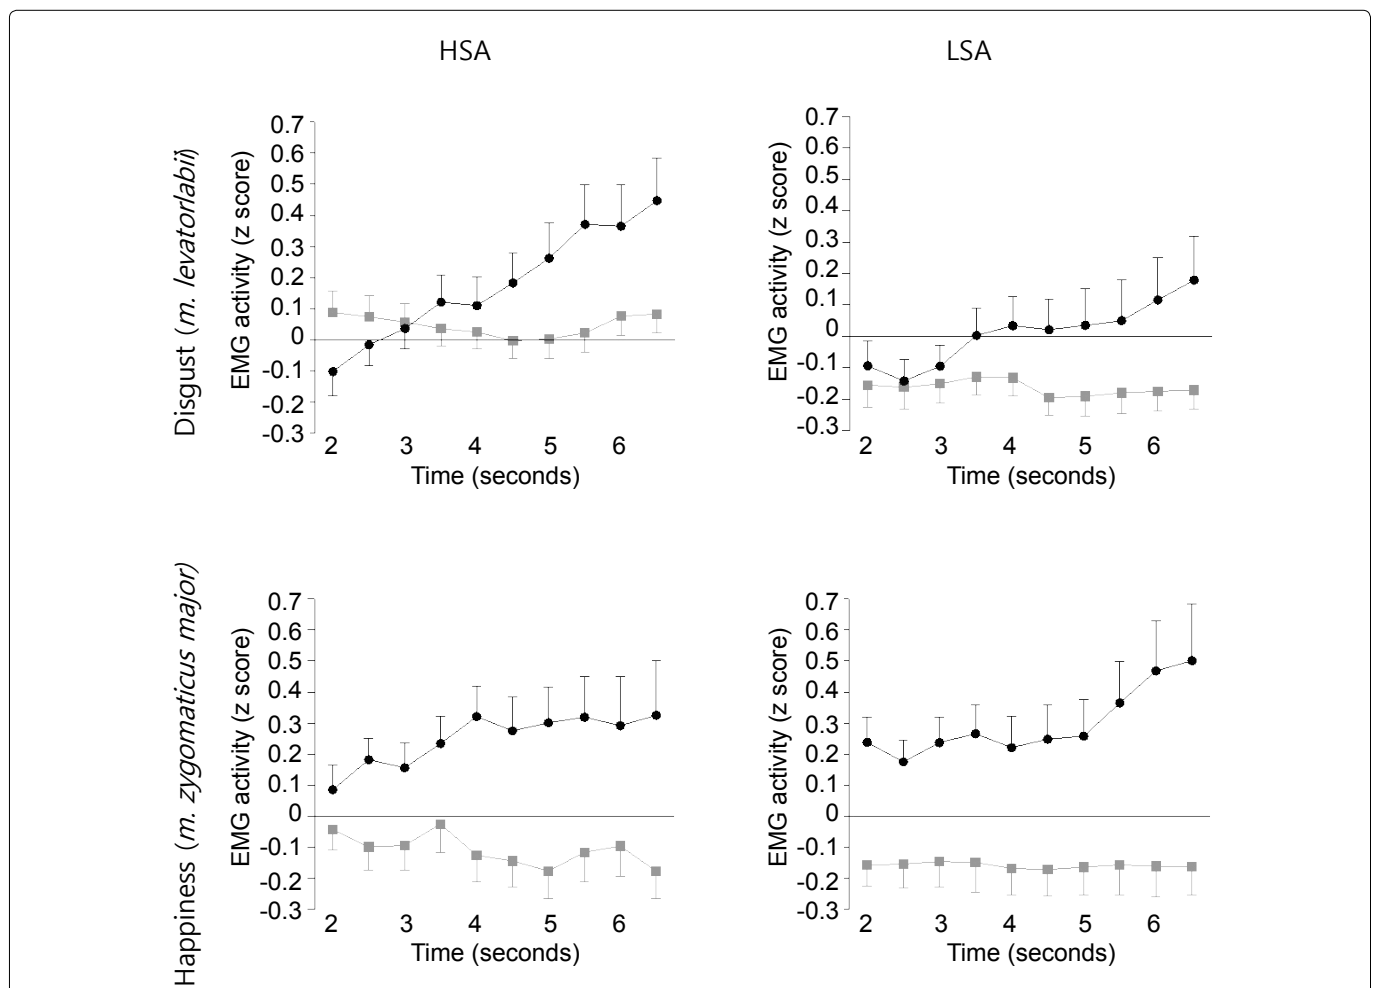 HSA
LSA
Disgust (m. levatorlabii)
EMG activity (z score)
0.7
0.6
0.5
0.4
0.3
0.2
0.1
0
-0.1
-0.2
-0.3
2 3 4 5 6
Time (seconds)
EMG activity (z score)
0.7
0.6
0.5
0.4
0.3
0.2
0.1
0
-0.1
-0.2
-0.3
2 3 4 5 6
Time (seconds)
Happiness (m. zygomaticus major)
EMG activity (z score)
0.7
0.6
0.5
0.4
0.3
0.2
0.1
0
-0.1
-0.2
-0.3
2 3 4 5 6
Time (seconds)
EMG activity (z score)
0.7
0.6
0.5
0.4
0.3
0.2
0.1
0
-0.1
-0.2
-0.3
2 3 4 5 6
Time (seconds)